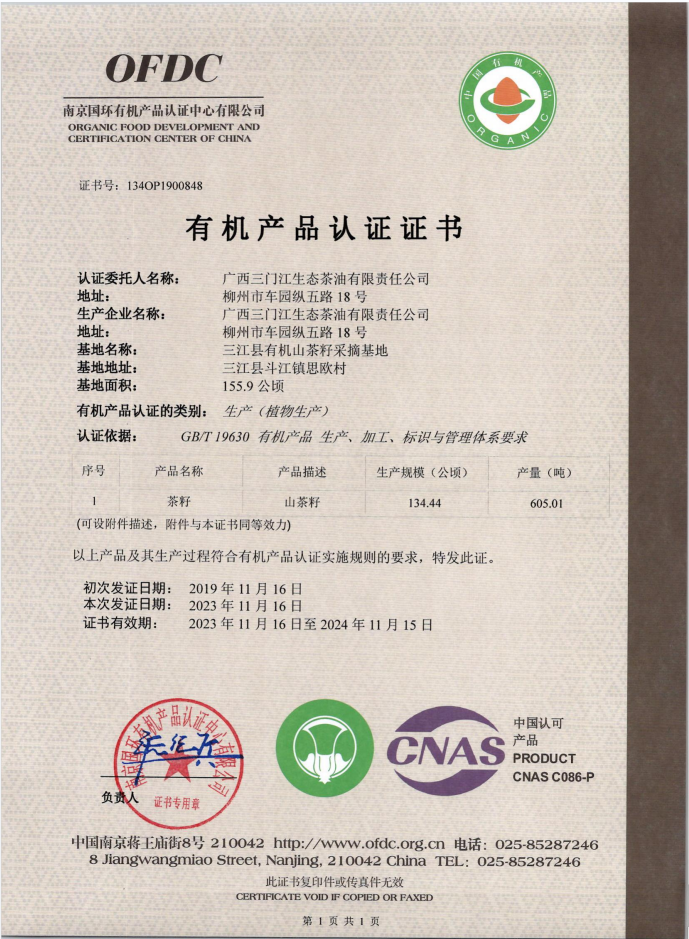 OFDC
南京国环有机产品认证中心有限公司
ORGANIC FOOD DEVELOPMENT AND
CERTIFICATION CENTER OF CHINA
中国有机产品
ORGANIC
证书号：134OP1900848
有机产品认证证书
认证委托人名称： 广西三门江生态茶油有限责任公司
地址： 柳州市车园纵五路 18 号
生产企业名称： 广西三门江生态茶油有限责任公司
地址： 柳州市车园纵五路 18 号
基地名称： 三江县有机山茶籽采摘基地
基地地址： 三江县斗江镇思欧村
基地面积： 155.9 公顷
有机产品认证的类别： 生产（植物生产）
认证依据： GB/T 19630 有机产品 生产、加工、标识与管理体系要求
序号 产品名称 产品描述 生产规模（公顷） 产量（吨）
1 茶籽 山茶籽 134.44 605.01
(可设附件描述，附件与本证书同等效力)
以上产品及其生产过程符合有机产品认证实施规则的要求，特发此证。
初次发证日期： 2019 年 11 月 16 日
本次发证日期： 2023 年 11 月 16 日
证书有效期： 2023 年 11 月 16 日至 2024 年 11 月 15 日
南京国环有机产品认证中心有限公司
证书专用章
负责人
CNAS
中国认可
产品
PRODUCT
CNAS C086-P
中国南京蒋王庙街8号 210042 http://www.ofdc.org.cn 电话：025-85287246
8 Jiangwangmiao Street, Nanjing, 210042 China TEL：025-85287246
此证书复印件或传真件无效
CERTIFICATE VOID IF COPIED OR FAXED
第 1 页 共 1 页